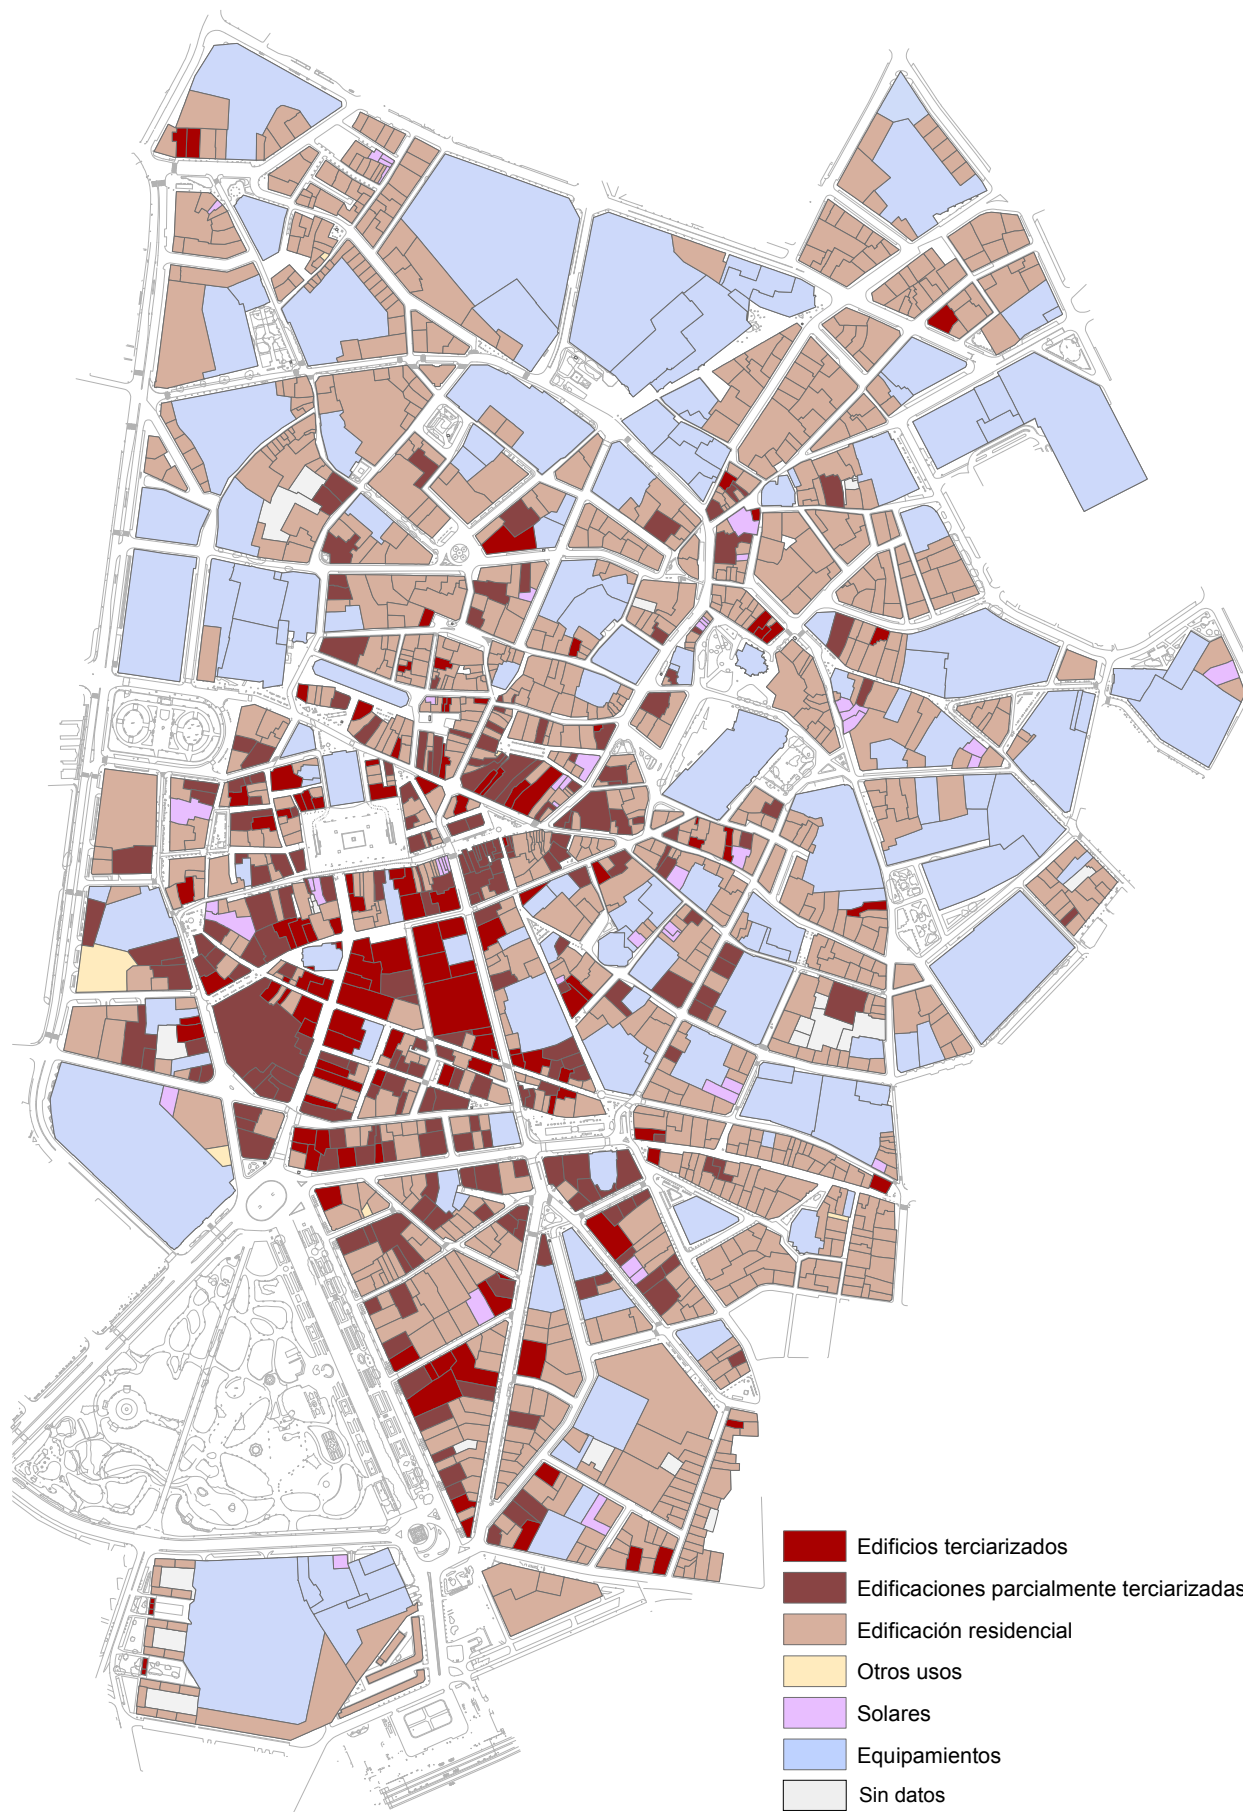 Edificios terciarizados
Edificaciones parcialmente terciarizadas
Edificación residencial
Otros usos
Solares
Equipamientos
Sin datos